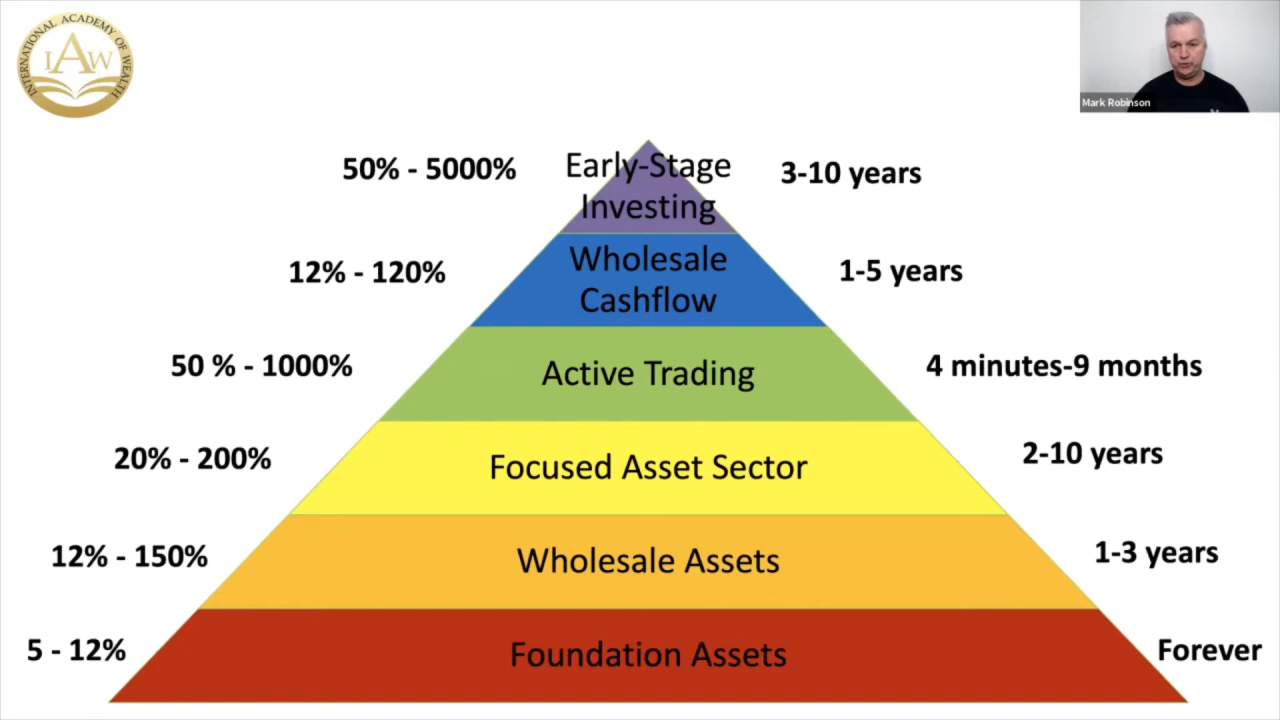 INTERNATIONAL ACADEMY OF WEALTH
IAW
Mark Robinson
50% - 5000%
Early-Stage
Investing
3-10 years
12% - 120%
Wholesale
Cashflow
1-5 years
50 % - 1000%
Active Trading
4 minutes-9 months
20% - 200%
Focused Asset Sector
2-10 years
12% - 150%
Wholesale Assets
1-3 years
5 - 12%
Foundation Assets
Forever